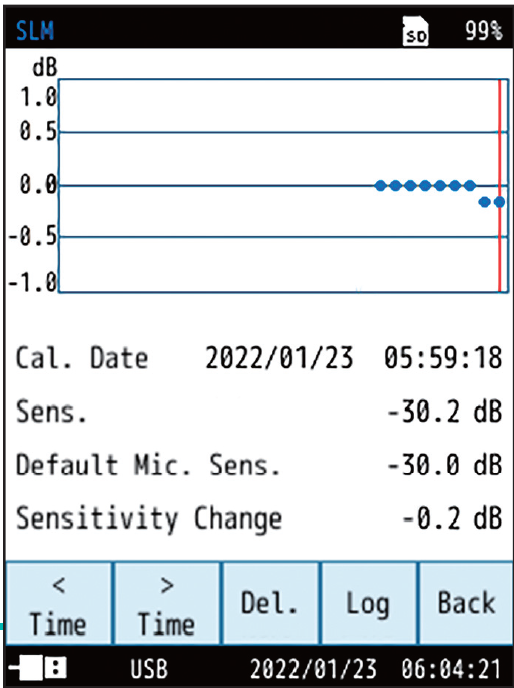 SLM SD 99%
dB
1.0
0.5
0.0
-0.5
-1.0
Cal. Date 2022/01/23 05:59:18
Sens. -30.2 dB
Default Mic. Sens. -30.0 dB
Sensitivity Change -0.2 dB
< > Del. Log Back
Time Time
USB 2022/01/23 06:04:21